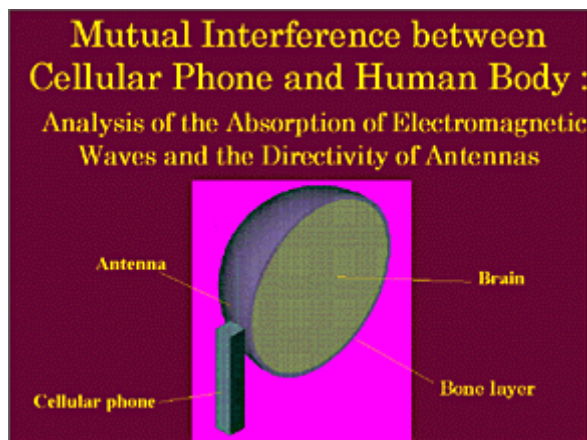 Mutual Interference between
Cellular Phone and Human Body :
Analysis of the Absorption of Electromagnetic
Waves and the Directivity of Antennas
Antenna
Brain
Bone layer
Cellular phone